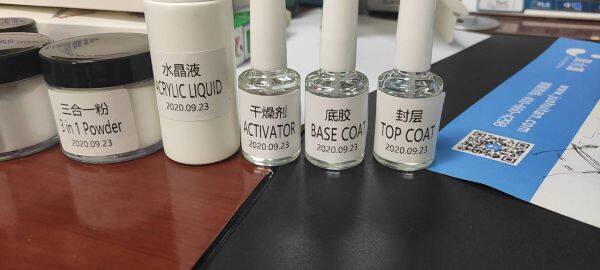 三合一粉
3 in 1 Powder
2020.09.23
水晶液
ACRYLIC LIQUID
2020.09.23
干燥剂
ACTIVATOR
2020.09.23
底胶
BASE COAT
2020.09.23
封层
TOP COAT
2020.09.23